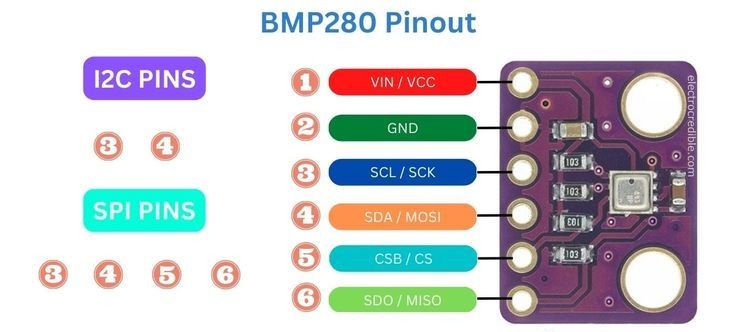 BMP280 Pinout
I2C PINS
3 4
SPI PINS
3 4 5 6
1 VIN / VCC
2 GND
3 SCL / SCK
4 SDA / MOSI
5 CSB / CS
6 SDO / MISO
103
103
103
103
electrocredible.com